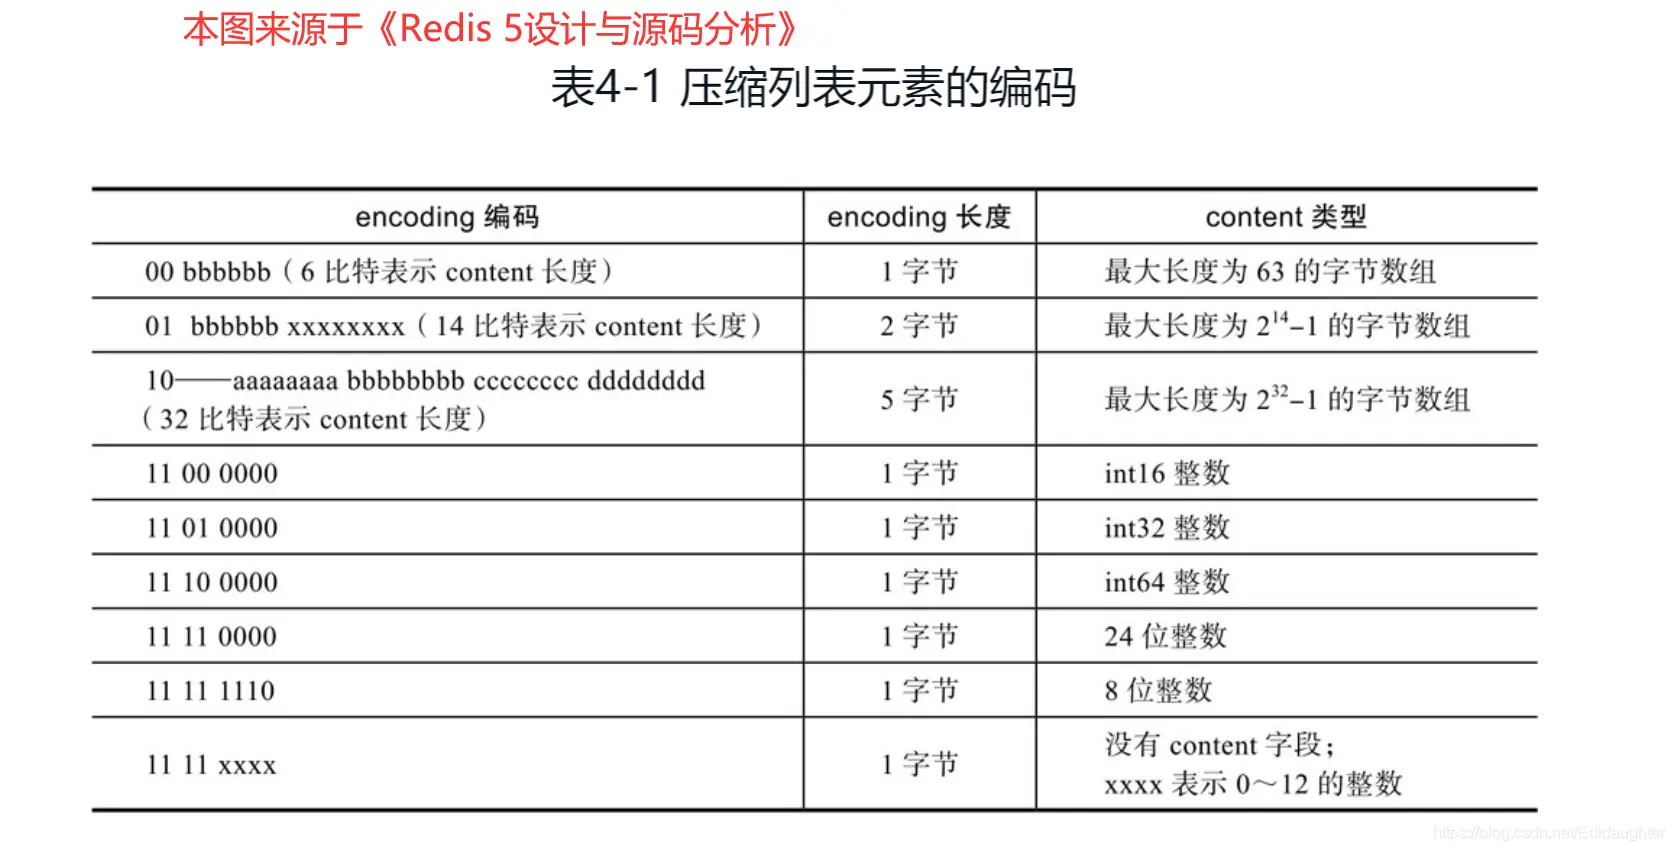 本图来源于《Redis 5设计与源码分析》
表4-1 压缩列表元素的编码
encoding 编码 encoding 长度 content 类型
00 bbbbbb（6 比特表示 content 长度） 1 字节 最大长度为 63 的字节数组
01 bbbbbb xxxxxxxx（14 比特表示 content 长度） 2 字节 最大长度为 2¹⁴–1 的字节数组
10——aaaaaaaa bbbbbbbb cccccccc dddddddd
（32 比特表示 content 长度） 5 字节 最大长度为 2³²–1 的字节数组
11 00 0000 1 字节 int16 整数
11 01 0000 1 字节 int32 整数
11 10 0000 1 字节 int64 整数
11 11 0000 1 字节 24 位整数
11 11 1110 1 字节 8 位整数
11 11 xxxx 1 字节 没有 content 字段；
xxxx 表示 0～12 的整数
https://blog.csdn.net/Edidaughter